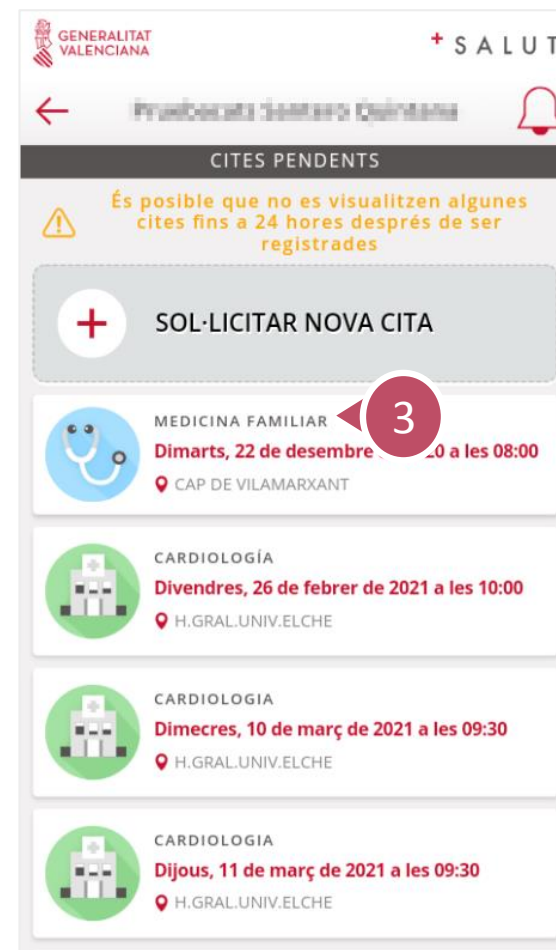 GENERALITAT
VALENCIANA
+ SALUT
CITES PENDENTS
És posible que no es visualitzen algunes
cites fins a 24 hores després de ser
registrades
+ SOL·LICITAR NOVA CITA
MEDICINA FAMILIAR
3
Dimarts, 22 de desembre 20 a les 08:00
CAP DE VILAMARXANT
CARDIOLOGÍA
Divendres, 26 de febrer de 2021 a les 10:00
H.GRAL.UNIV.ELCHE
CARDIOLOGIA
Dimecres, 10 de març de 2021 a les 09:30
H.GRAL.UNIV.ELCHE
CARDIOLOGIA
Dijous, 11 de març de 2021 a les 09:30
H.GRAL.UNIV.ELCHE